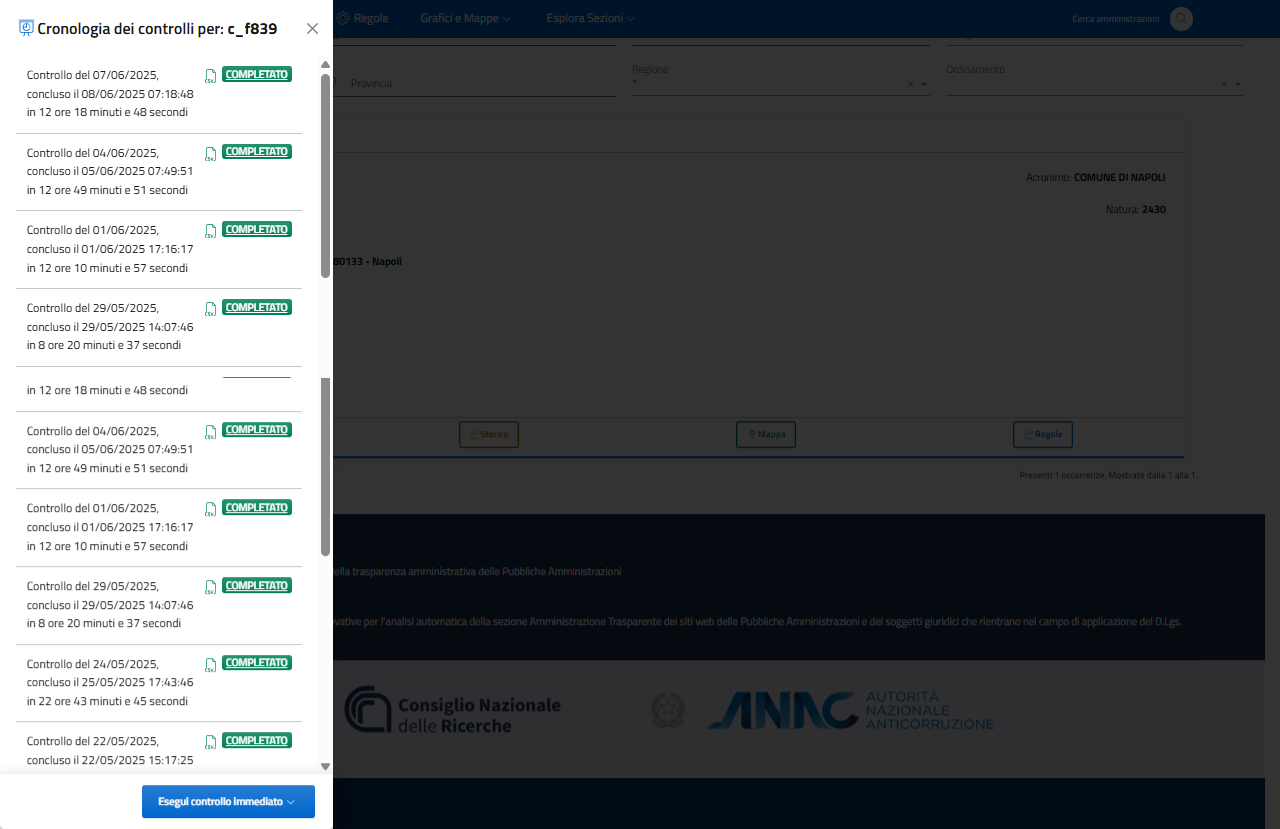 Cronologia dei controlli per: c_f839
Controllo del 07/06/2025,
concluso il 08/06/2025 07:18:48
in 12 ore 18 minuti e 48 secondi
csv
COMPLETATO
Controllo del 04/06/2025,
concluso il 05/06/2025 07:49:51
in 12 ore 49 minuti e 51 secondi
csv
COMPLETATO
Controllo del 01/06/2025,
concluso il 01/06/2025 17:16:17
in 12 ore 10 minuti e 57 secondi
csv
COMPLETATO
Controllo del 29/05/2025,
concluso il 29/05/2025 14:07:46
in 8 ore 20 minuti e 37 secondi
csv
COMPLETATO
in 12 ore 18 minuti e 48 secondi
Controllo del 04/06/2025,
concluso il 05/06/2025 07:49:51
in 12 ore 49 minuti e 51 secondi
csv
COMPLETATO
Controllo del 01/06/2025,
concluso il 01/06/2025 17:16:17
in 12 ore 10 minuti e 57 secondi
csv
COMPLETATO
Controllo del 29/05/2025,
concluso il 29/05/2025 14:07:46
in 8 ore 20 minuti e 37 secondi
csv
COMPLETATO
Controllo del 24/05/2025,
concluso il 25/05/2025 17:43:46
in 22 ore 43 minuti e 45 secondi
csv
COMPLETATO
Controllo del 22/05/2025,
concluso il 22/05/2025 15:17:25
csv
COMPLETATO
Esegui controllo immediato
Regole
Grafici e Mappe
Esplora Sezioni
Cerca amministrazioni
Provincia
Regione
*
Ordinamento
Acronimo: COMUNE DI NAPOLI
Natura: 2430
80133 - Napoli
Storico
Mappa
Regole
Presenti 1 occorrenze. Mostrate dalla 1 alla 1.
della trasparenza amministrativa delle Pubbliche Amministrazioni
vative per l'analisi automatica della sezione Amministrazione Trasparente dei siti web delle Pubbliche Amministrazioni e dei soggetti giuridici che rientrano nel campo di applicazione del D.Lgs.
Consiglio Nazionale
delle Ricerche
ANAC
AUTORITÀ
NAZIONALE
ANTICORRUZIONE